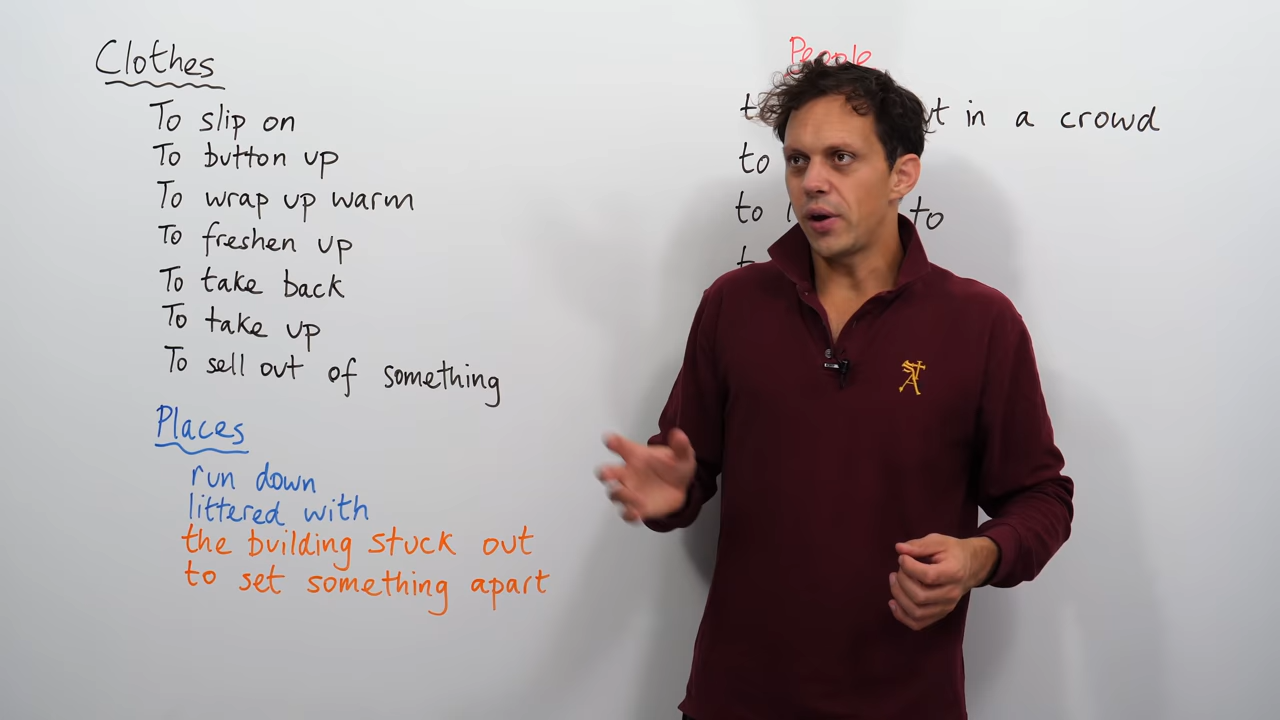 Clothes
To slip on
To button up
To wrap up warm
To freshen up
To take back
To take up
To sell out of something
Places
run down
littered with
the building stuck out
to set something apart
People
in a crowd
to
to to